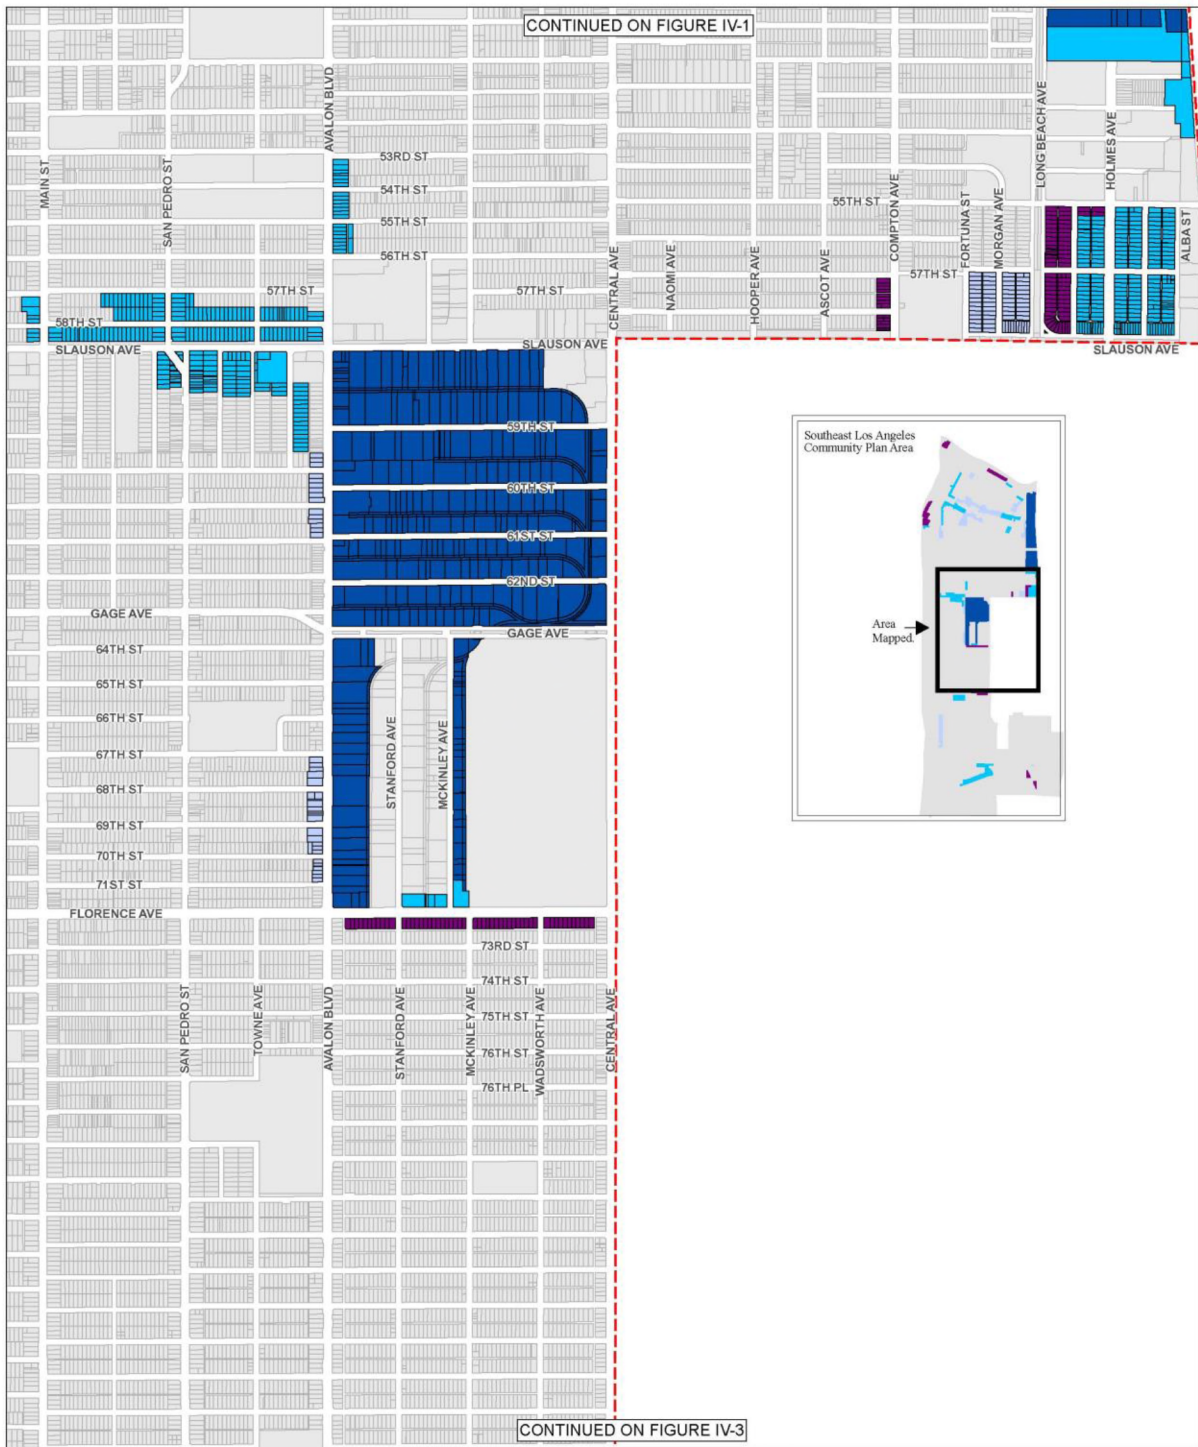 CONTINUED ON FIGURE IV-1
AVALON BLVD
LONG BEACH AVE
HOLMES AVE
53RD ST
MAIN ST
SAN PEDRO ST
54TH ST
55TH ST
55TH ST
COMPTON AVE
FORTUNA ST
MORGAN AVE
ALBA ST
56TH ST
CENTRAL AVE
NAOMI AVE
HOOPER AVE
ASCOT AVE
57TH ST
57TH ST
57TH ST
58TH ST
SLAUSON AVE
SLAUSON AVE
SLAUSON AVE
59TH ST
Southeast Los Angeles
Community Plan Area
60TH ST
61ST ST
62ND ST
GAGE AVE
GAGE AVE
Area
Mapped.
64TH ST
65TH ST
66TH ST
67TH ST
STANFORD AVE
MCKINLEY AVE
68TH ST
69TH ST
70TH ST
71ST ST
FLORENCE AVE
73RD ST
74TH ST
SAN PEDRO ST
TOWNE AVE
AVALON BLVD
STANFORD AVE
MCKINLEY AVE
WADSWORTH AVE
CENTRAL AVE
75TH ST
76TH ST
76TH PL
CONTINUED ON FIGURE IV-3